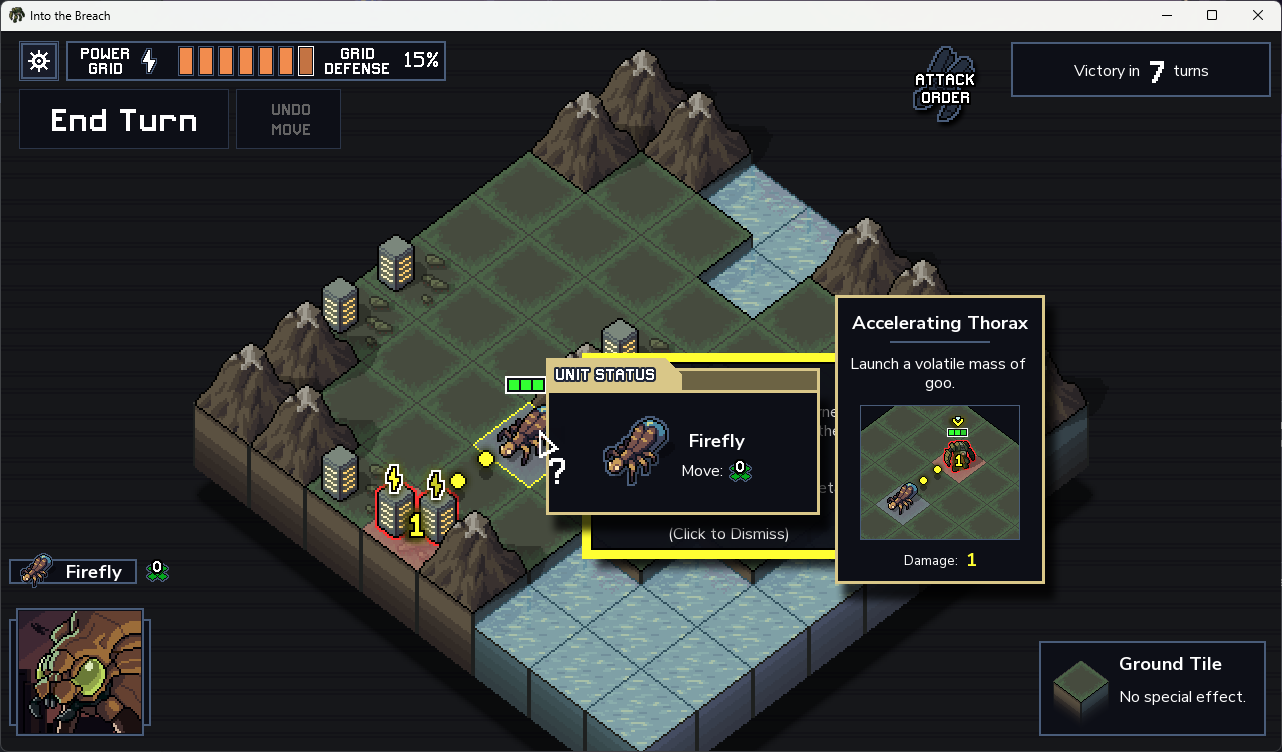 Into the Breach
POWER
GRID
GRID
DEFENSE
15%
ATTACK
ORDER
Victory in 7 turns
End Turn
UNDO
MOVE
Accelerating Thorax
Launch a volatile mass of
goo.
1
Damage: 1
UNIT STATUS
Firefly
Move: 0
?
1
(Click to Dismiss)
Firefly
0
Ground Tile
No special effect.